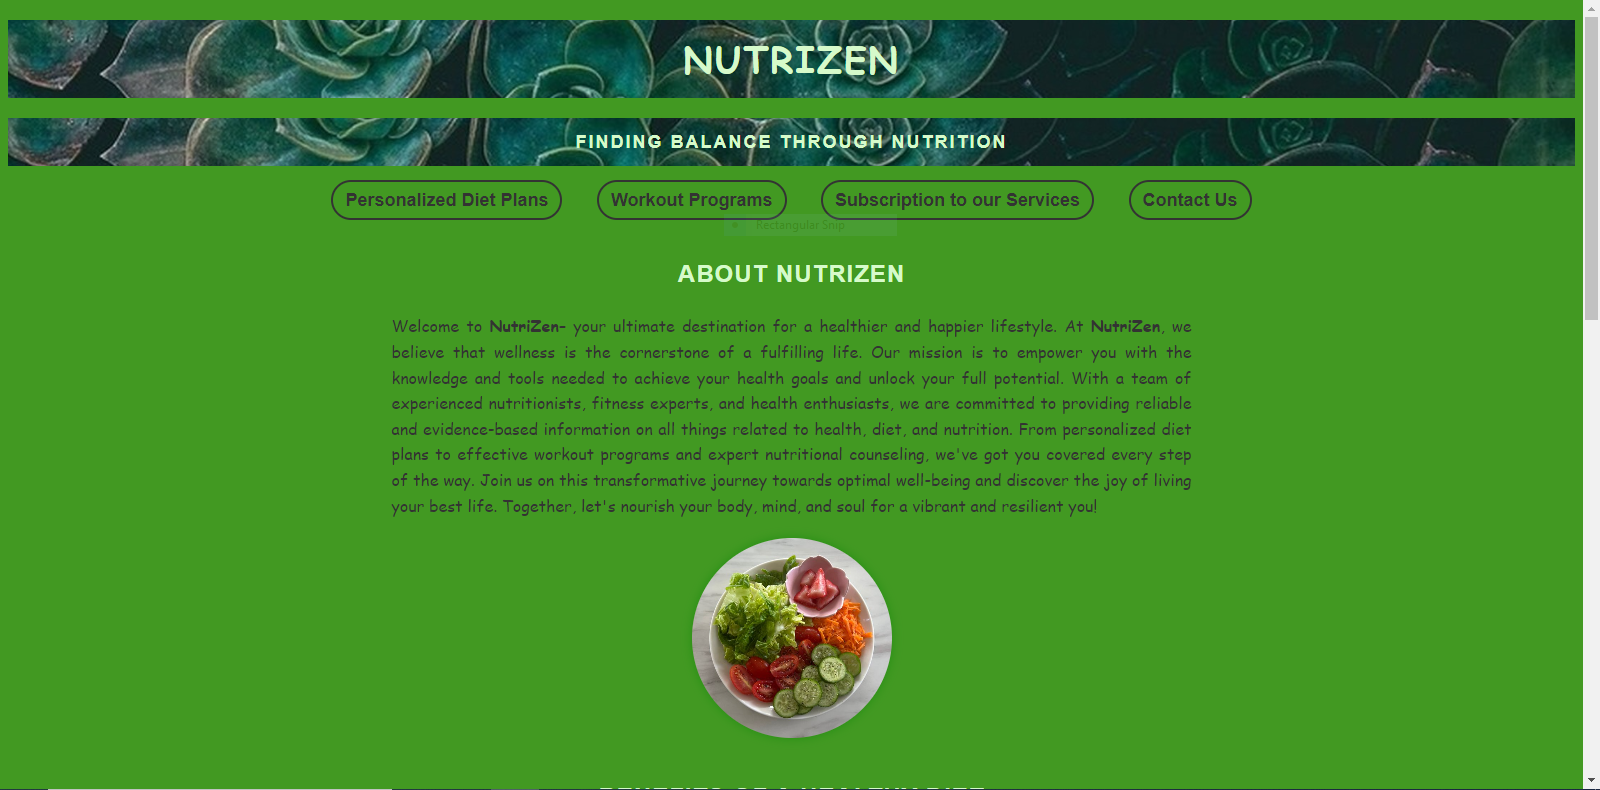 NUTRIZEN
FINDING BALANCE THROUGH NUTRITION
Personalized Diet Plans
Workout Programs
Subscription to our Services
Contact Us
Rectangular Snip
ABOUT NUTRIZEN
Welcome to NutriZen- your ultimate destination for a healthier and happier lifestyle. At NutriZen, we
believe that wellness is the cornerstone of a fulfilling life. Our mission is to empower you with the
knowledge and tools needed to achieve your health goals and unlock your full potential. With a team of
experienced nutritionists, fitness experts, and health enthusiasts, we are committed to providing reliable
and evidence-based information on all things related to health, diet, and nutrition. From personalized diet
plans to effective workout programs and expert nutritional counseling, we've got you covered every step
of the way. Join us on this transformative journey towards optimal well-being and discover the joy of living
your best life. Together, let's nourish your body, mind, and soul for a vibrant and resilient you!